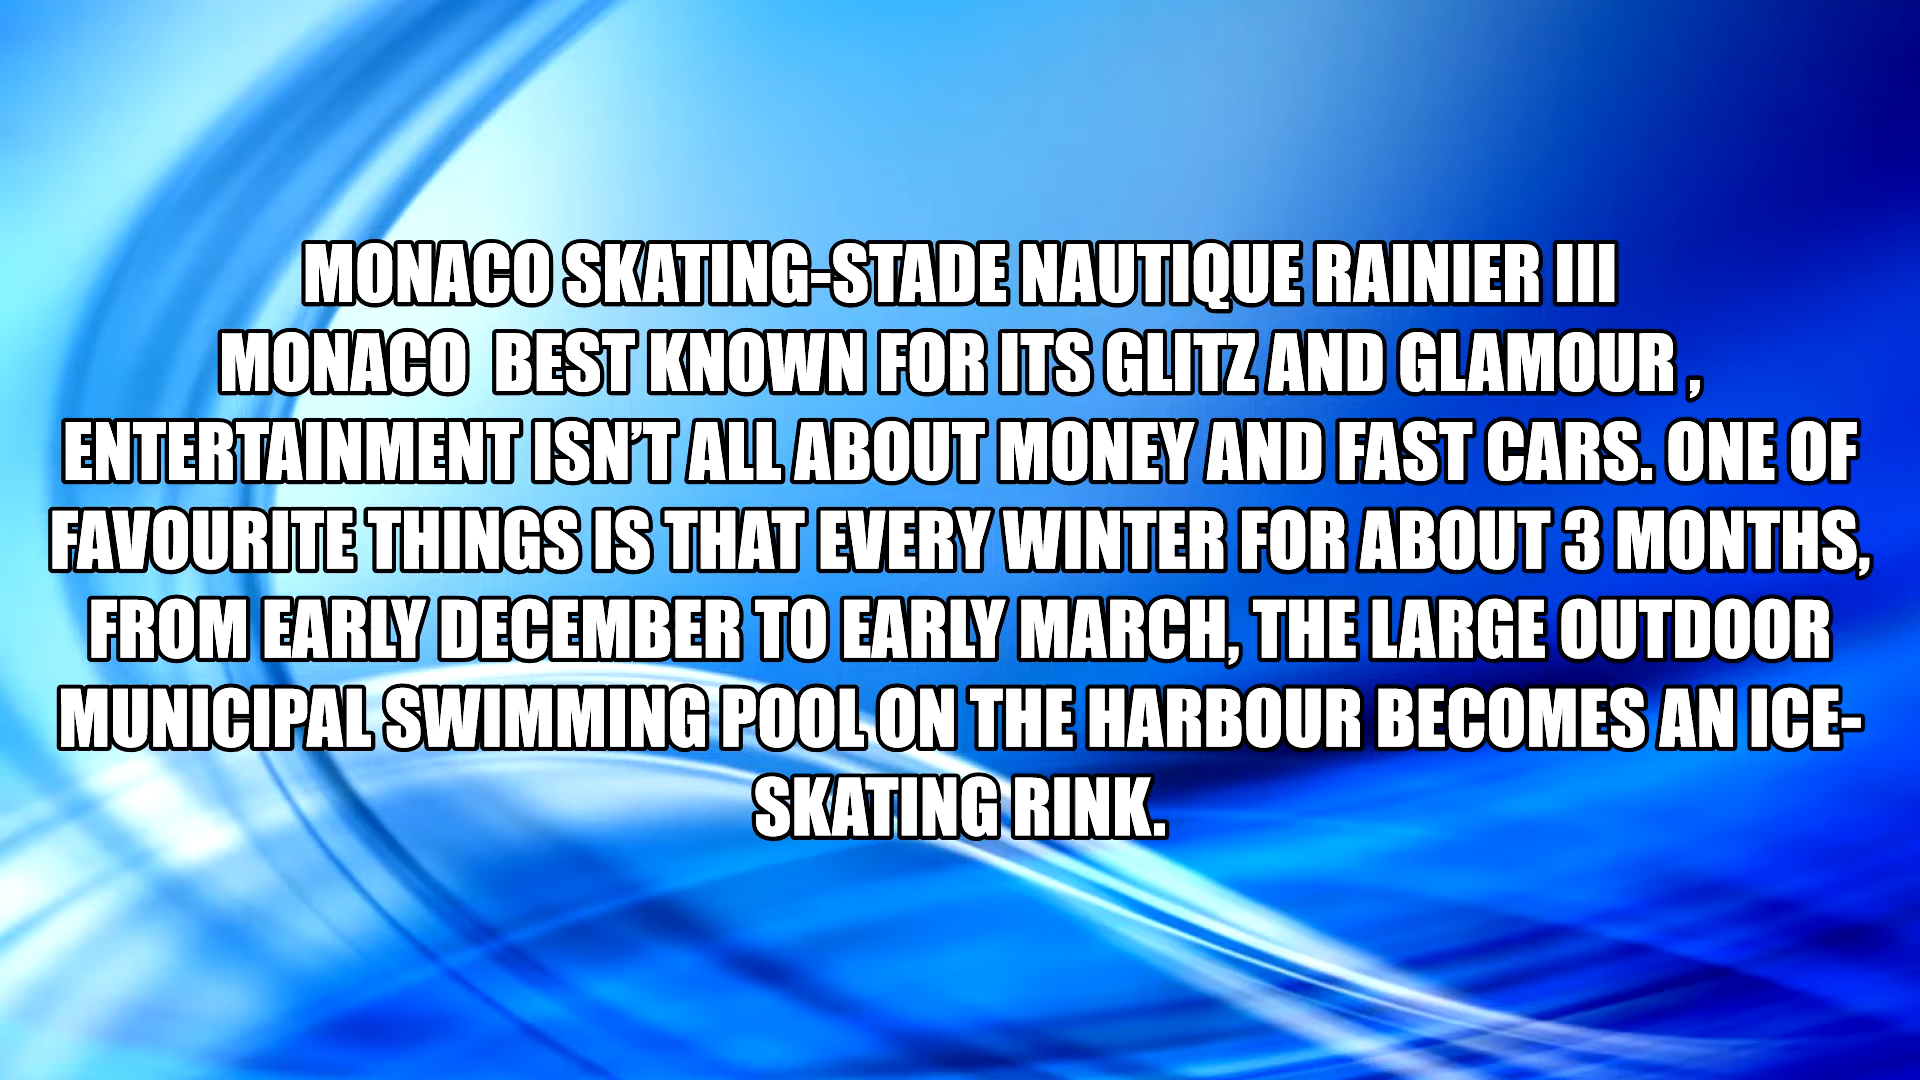 MONACO SKATING-STADE NAUTIQUE RAINIER III
MONACO  BEST KNOWN FOR ITS GLITZ AND GLAMOUR ,
ENTERTAINMENT ISN’T ALL ABOUT MONEY AND FAST CARS. ONE OF
FAVOURITE THINGS IS THAT EVERY WINTER FOR ABOUT 3 MONTHS,
FROM EARLY DECEMBER TO EARLY MARCH, THE LARGE OUTDOOR
MUNICIPAL SWIMMING POOL ON THE HARBOUR BECOMES AN ICE-
SKATING RINK.